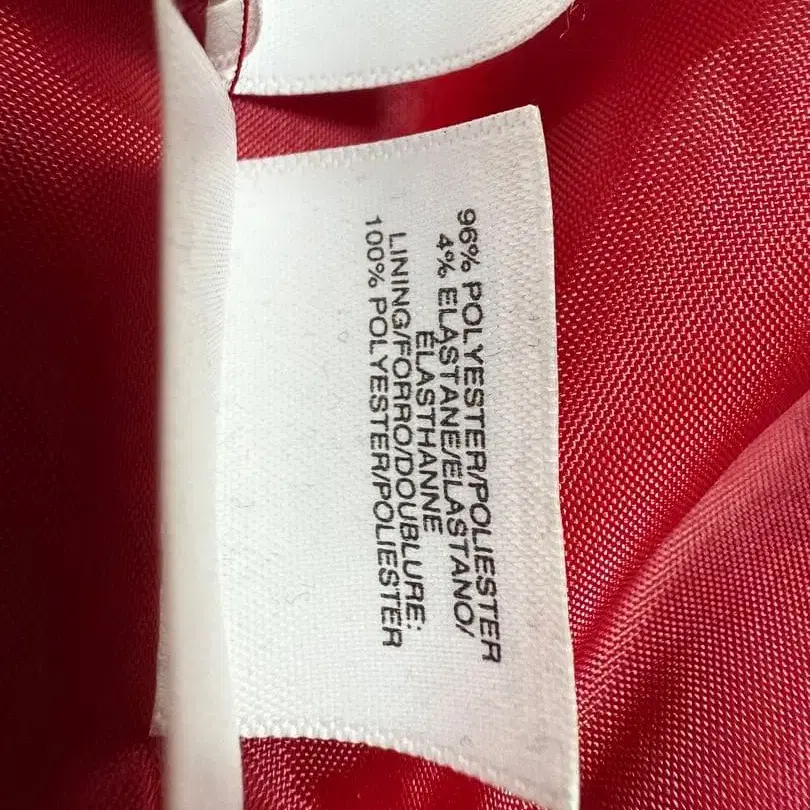 96% POLYESTER/POLIESTER
4% ELASTANE/ELASTANO/
ÉLASTHANNE
LINING/FORRO/DOUBLURE:
100% POLYESTER/POLIESTER